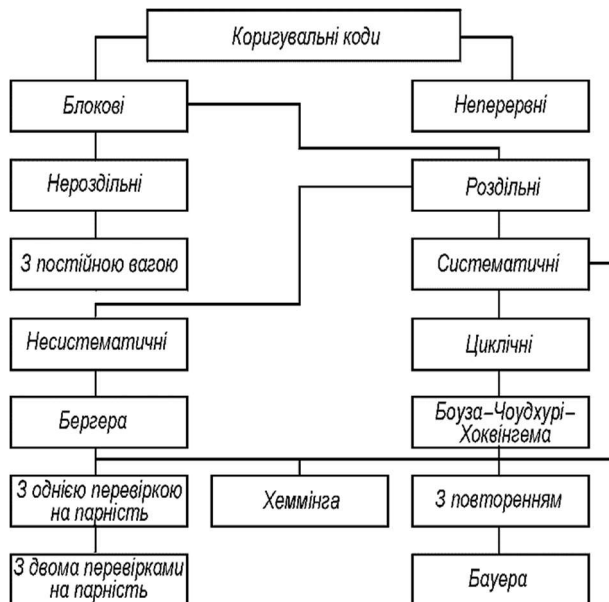 Коригувальні коди
Блокові
Неперервні
Нероздільні
Роздільні
З постійною вагою
Систематичні
Несистематичні
Циклічні
Бергера
Боуза–Чоудхурі–
Хоквінгема
З однією перевіркою
на парність
Хеммінга
З повторенням
З двома перевірками
на парність
Бауера